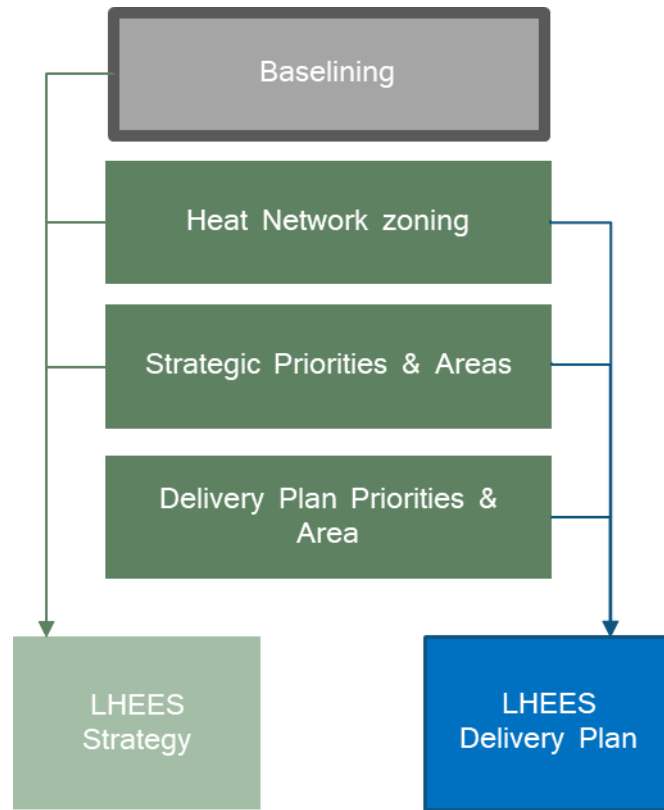 Baselining
Heat Network zoning
Strategic Priorities & Areas
Delivery Plan Priorities &
Area
LHEES
Strategy
LHEES
Delivery Plan